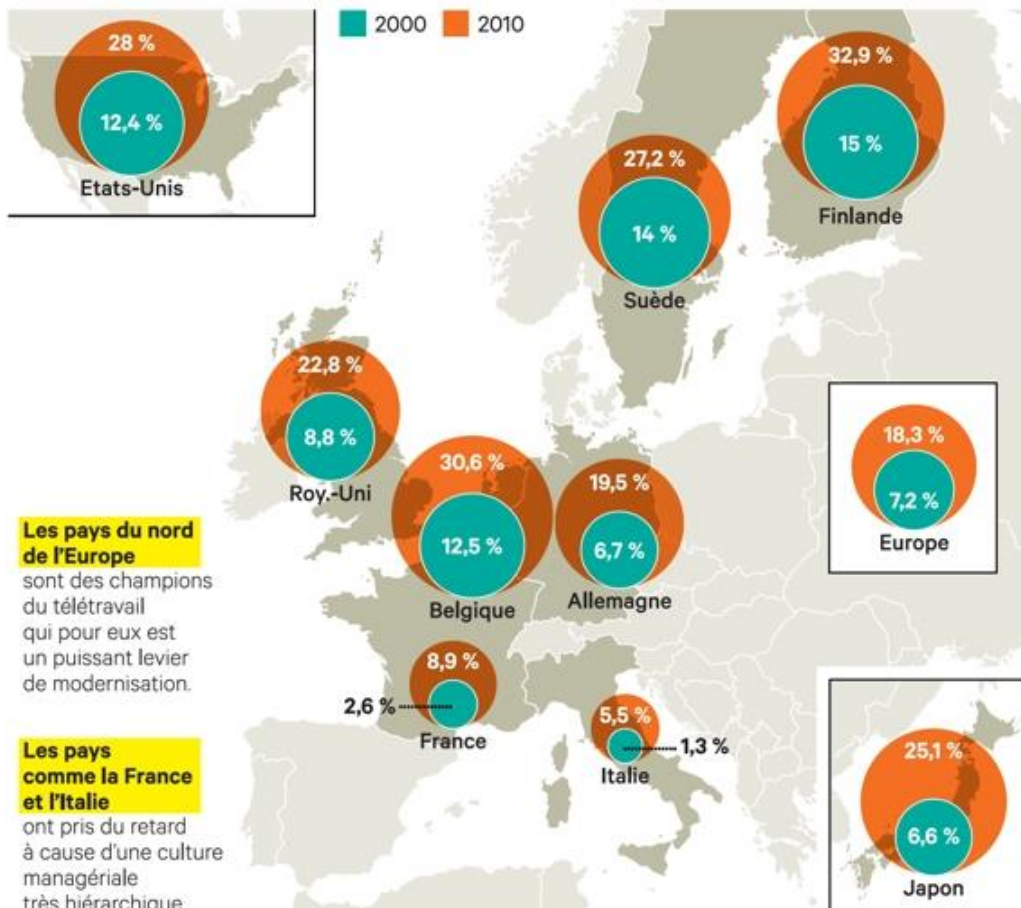 2000 2010
28 %
12,4 %
Etats-Unis
32,9 %
15 %
Finlande
27,2 %
14 %
Suède
22,8 %
8,8 %
Roy.-Uni
30,6 %
12,5 %
Belgique
19,5 %
6,7 %
Allemagne
18,3 %
7,2 %
Europe
Les pays du nord
de l'Europe
sont des champions
du télétravail
qui pour eux est
un puissant levier
de modernisation.
8,9 %
2,6 %
France
5,5 %
1,3 %
Italie
Les pays
comme la France
et l'Italie
ont pris du retard
à cause d'une culture
managériale
très hiérarchique
25,1 %
6,6 %
Japon